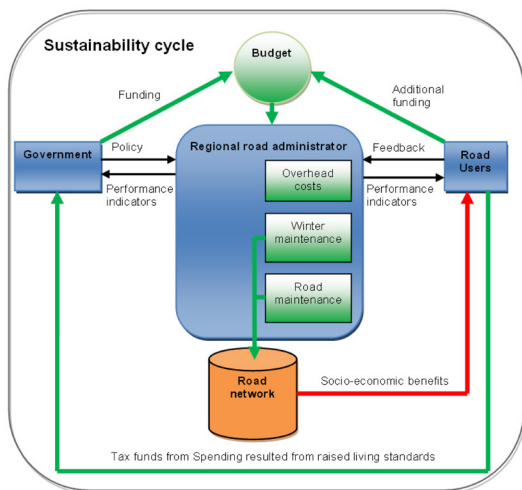 Sustainability cycle
Budget
Funding
Additional
funding
Government
Policy
Performance
indicators
Regional road administrator
Overhead
costs
Winter
maintenance
Road
maintenance
Feedback
Performance
indicators
Road
Users
Road
network
Socio-economic benefits
Tax funds from Spending resulted from raised living standards